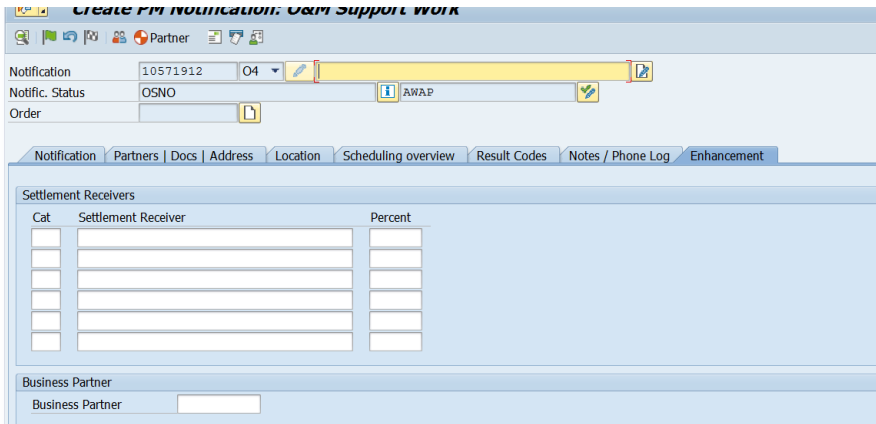 Create PM Notification: O&M Support Work
Partner
Notification 10571912 O4
Notific. Status OSNO AWAP
Order
Notification Partners | Docs | Address Location Scheduling overview Result Codes Notes / Phone Log Enhancement
Settlement Receivers
Cat Settlement Receiver Percent
Business Partner
Business Partner